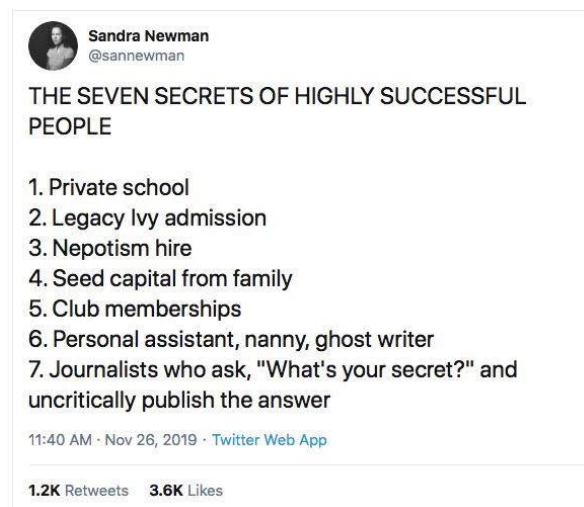 Sandra Newman
@sannewman
THE SEVEN SECRETS OF HIGHLY SUCCESSFUL
PEOPLE
1. Private school
2. Legacy Ivy admission
3. Nepotism hire
4. Seed capital from family
5. Club memberships
6. Personal assistant, nanny, ghost writer
7. Journalists who ask, "What's your secret?" and
uncritically publish the answer
11:40 AM · Nov 26, 2019 · Twitter Web App
1.2K Retweets 3.6K Likes